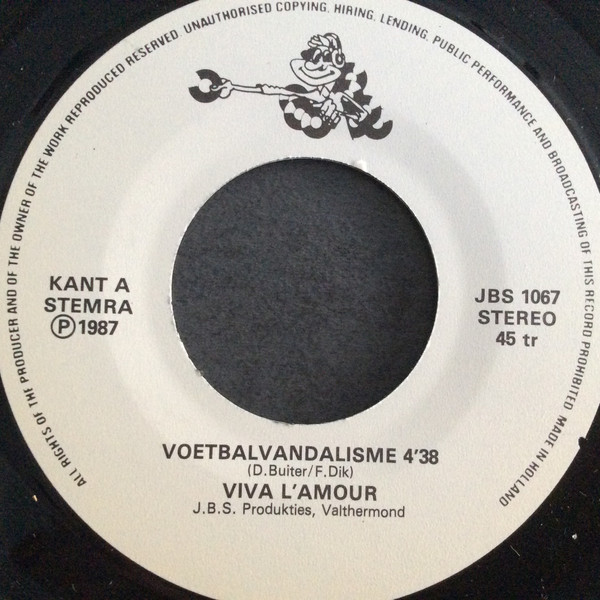 ALL RIGHTS OF THE PRODUCER AND OF THE OWNER OF THE WORK REPRODUCED RESERVED. UNAUTHORISED COPYING, HIRING, LENDING, PUBLIC PERFORMANCE AND BROADCASTING OF THIS RECORD PROHIBITED MADE IN HOLLAND
KANT A
STEMRA
Ⓟ1987
JBS 1067
STEREO
45 tr
VOETBALVANDALISME 4'38
(D.Buiter/F.Dik)
VIVA L'AMOUR
J.B.S. Produkties, Valthermond